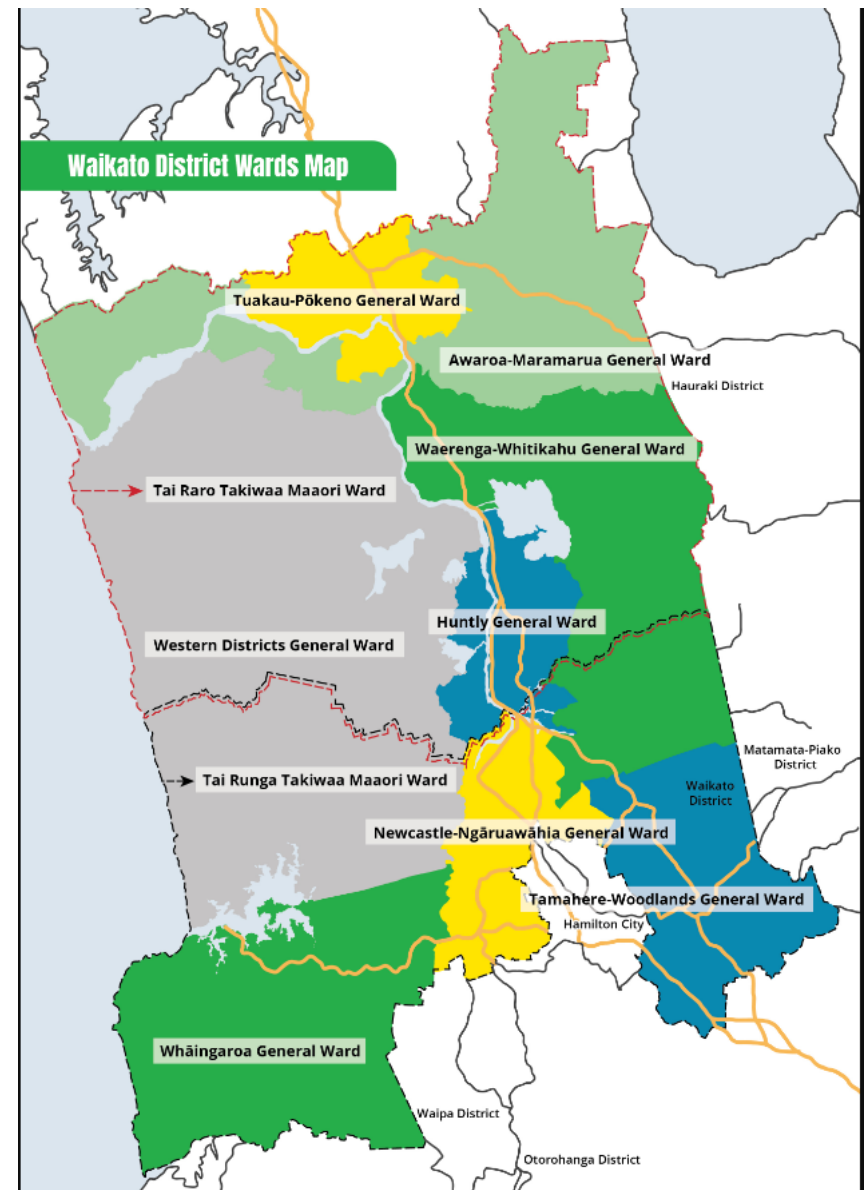 Waikato District Wards Map
Tuakau-Pōkeno General Ward
Awaroa-Maramarua General Ward
Hauraki District
Waerenga-Whitikahu General Ward
Tai Raro Takiwaa Maaori Ward
Huntly General Ward
Western Districts General Ward
Matamata-Piako
District
Tai Runga Takiwaa Maaori Ward
Waikato
District
Newcastle-Ngāruawāhia General Ward
Tamahere-Woodlands General Ward
Hamilton City
Whāingaroa General Ward
Waipa District
Otorohanga District